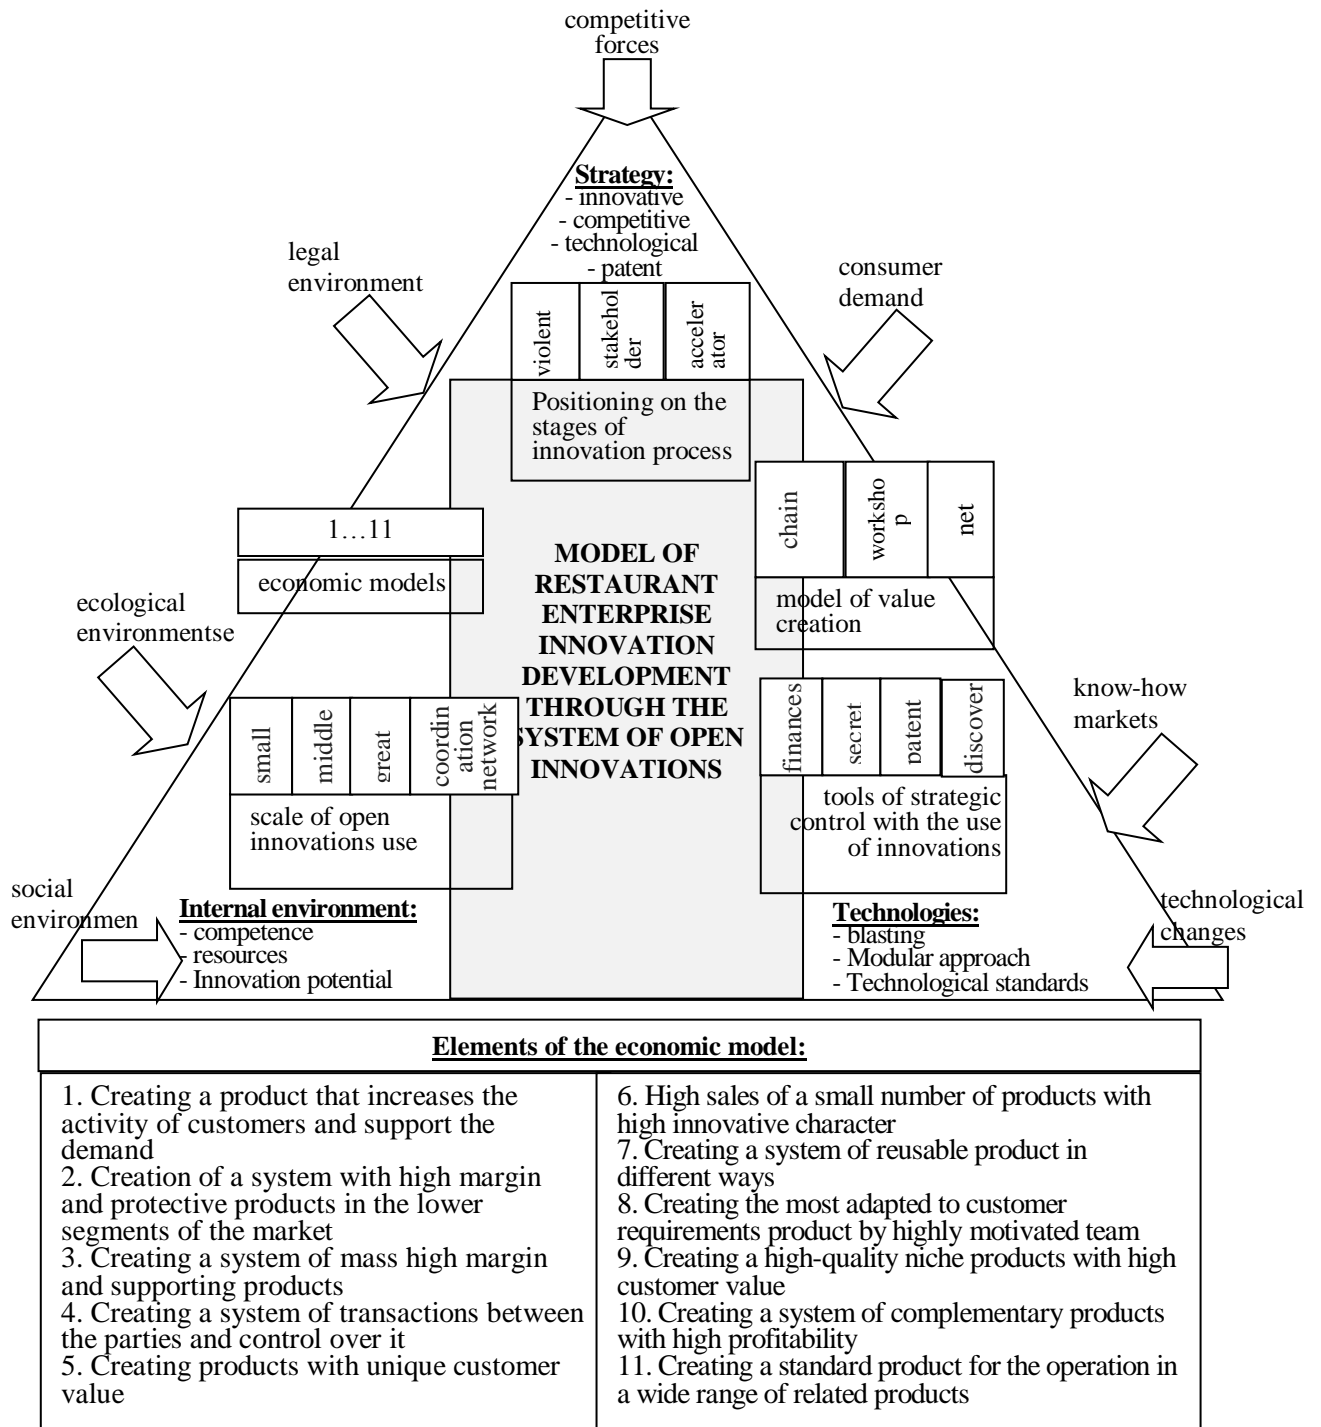 competitive
forces
Strategy:
- innovative
- competitive
- technological
- patent
legal
environment
consumer
demand
violent
stakehol
der
acceler
ator
Positioning on the
stages of
innovation process
chain
worksho
p
net
model of value
creation
1…11
economic models
MODEL OF
RESTAURANT
ENTERPRISE
INNOVATION
DEVELOPMENT
THROUGH THE
SYSTEM OF OPEN
INNOVATIONS
ecological
environmentse
know-how
markets
small
middle
great
coordin
ation
network
scale of open
innovations use
finances
secret
patent
discover
tools of strategic
control with the use
of innovations
social
environmen
Internal environment:
- competence
- resources
- Innovation potential
Technologies:
- blasting
- Modular approach
- Technological standards
technological
changes
Elements of the economic model:
1. Creating a product that increases the
activity of customers and support the
demand
2. Creation of a system with high margin
and protective products in the lower
segments of the market
3. Creating a system of mass high margin
and supporting products
4. Creating a system of transactions between
the parties and control over it
5. Creating products with unique customer
value
6. High sales of a small number of products with
high innovative character
7. Creating a system of reusable product in
different ways
8. Creating the most adapted to customer
requirements product by highly motivated team
9. Creating a high-quality niche products with high
customer value
10. Creating a system of complementary products
with high profitability
11. Creating a standard product for the operation in
a wide range of related products